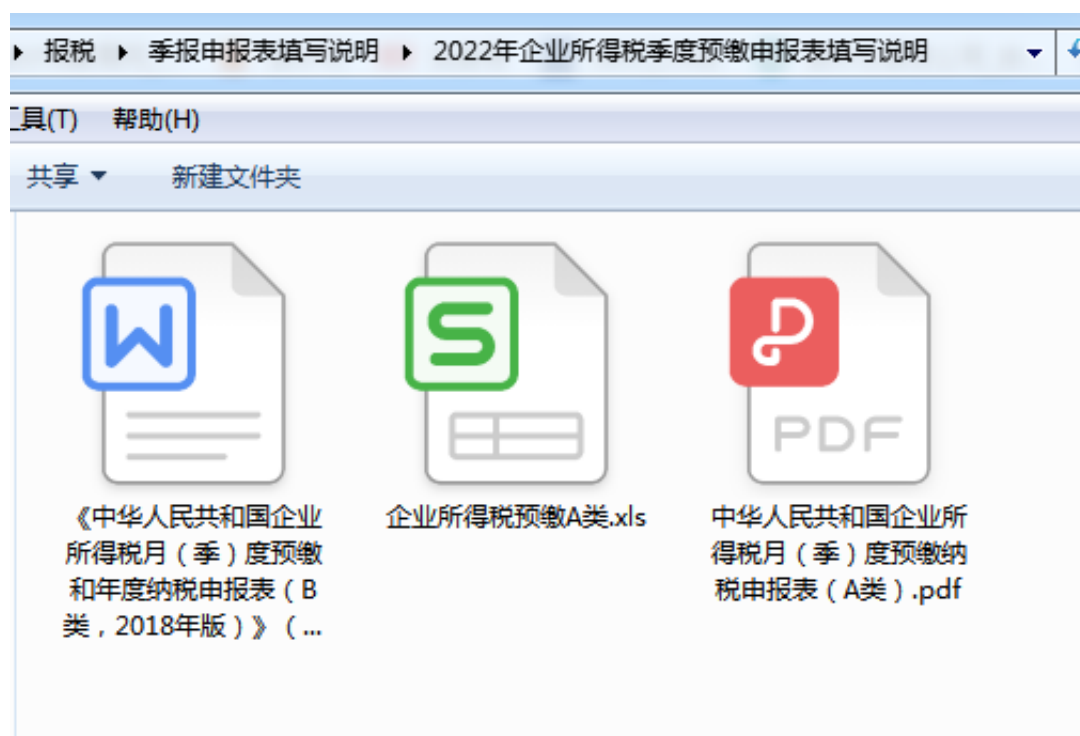 报税 ▶ 季报申报表填写说明 ▶ 2022年企业所得税季度预缴申报表填写说明
具(T) 帮助(H)
共享 新建文件夹
《中华人民共和国企业
所得税月（季）度预缴
和年度纳税申报表（B
类，2018年版）》（...
企业所得税预缴A类.xls
PDF
中华人民共和国企业所
得税月（季）度预缴纳
税申报表（A类）.pdf